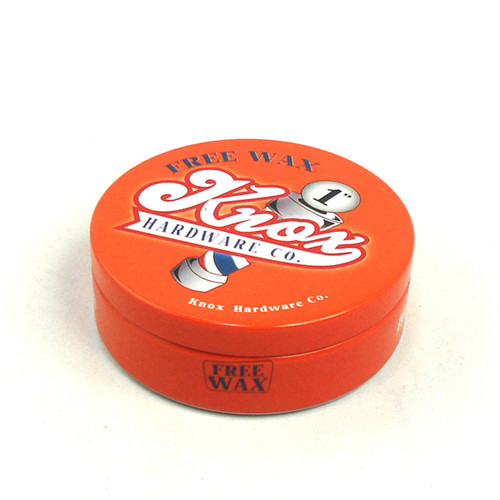 FREE WAX
1"
Knox
HARDWARE CO.
Knox Hardware Co.
FREE
WAX